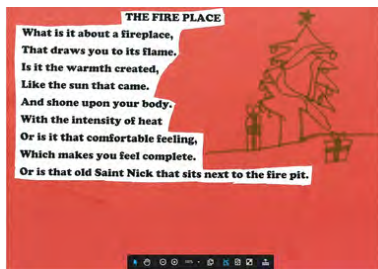 THE FIRE PLACE
What is it about a fireplace,
That draws you to its flame.
Is it the warmth created,
Like the sun that came.
And shone upon your body.
With the intensity of heat
Or is it that comfortable feeling,
Which makes you feel complete.
Or is that old Saint Nick that sits next to the fire pit.